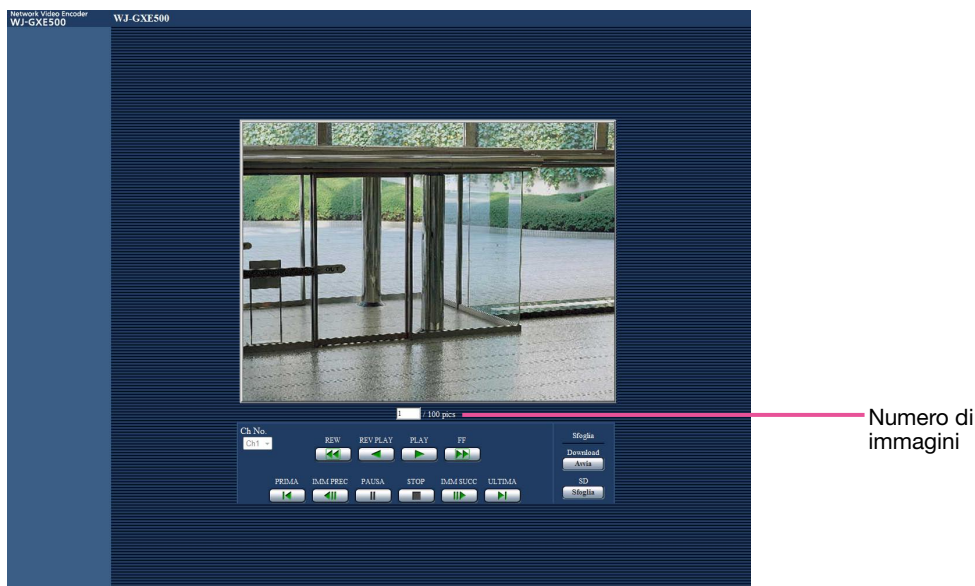 Network Video Encoder
WJ-GXE500
WJ-GXE500
1 / 100 pics
Numero di
immagini
Ch No.
Ch1
REW REV PLAY PLAY FF
PRIMA IMM PREC PAUSA STOP IMM SUCC ULTIMA
Sfoglia
Download
Avvia
SD
Sfoglia